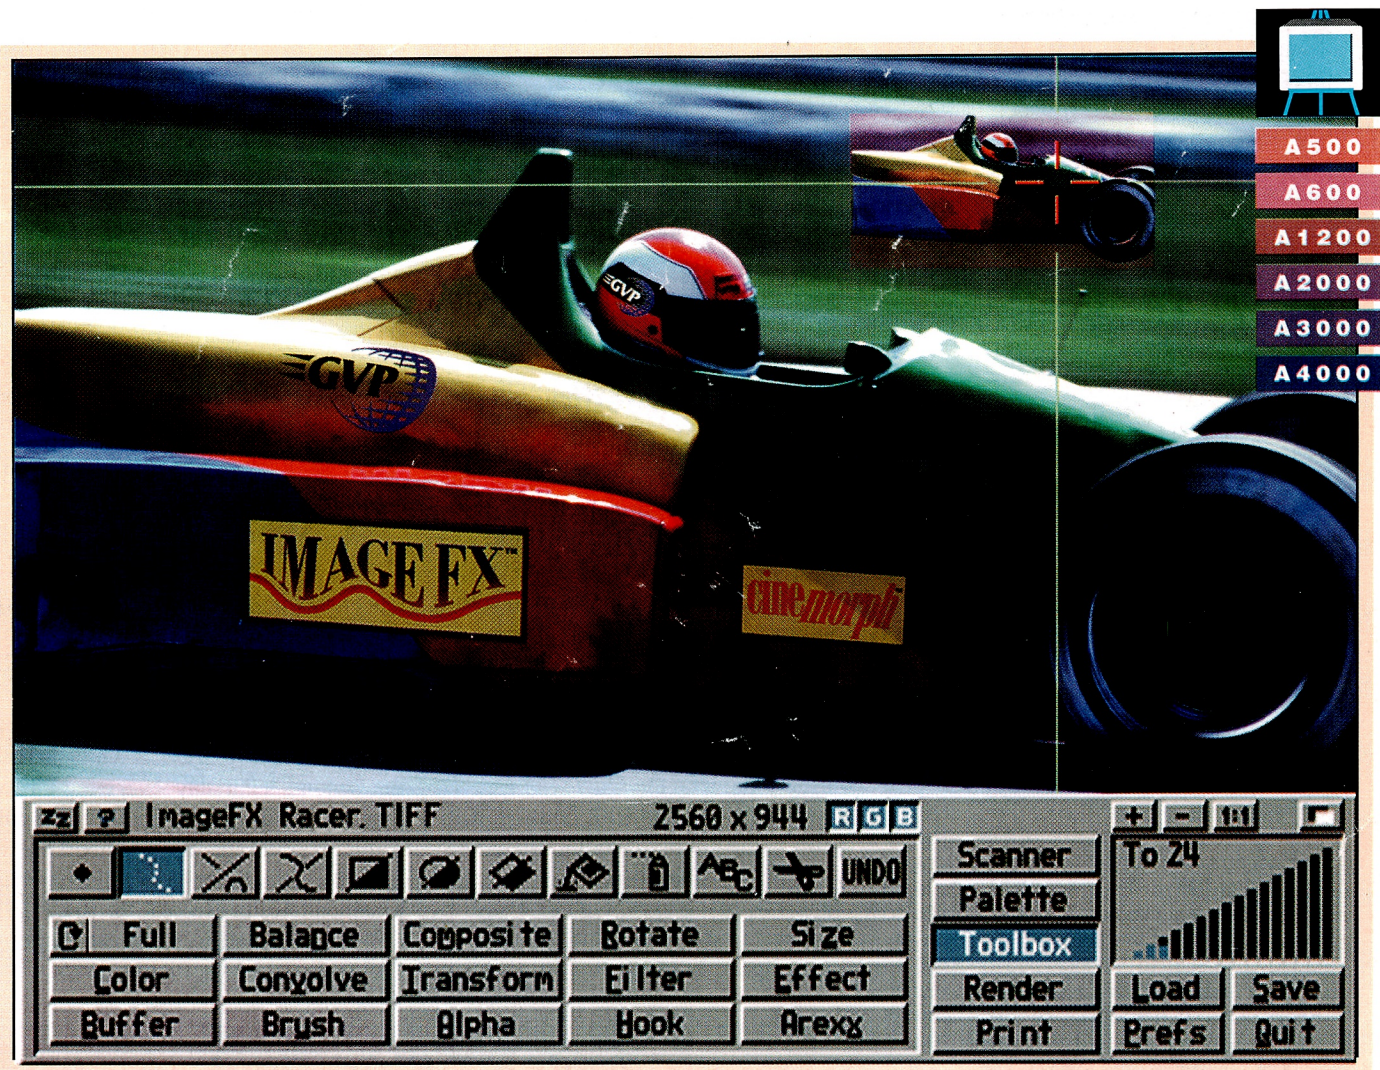 A500
A600
A1200
A2000
A3000
A4000
GVP
GVP
IMAGE FX™
cinemorph
zz ? ImageFX Racer.TIFF 2560 x 944 R G B + - 1:1
ABC UNDO
Scanner
To 24
Palette
Full Balance Composite Rotate Size
Toolbox
Color Convolve Transform Filter Effect
Render Load Save
Buffer Brush Alpha Hook Arexx
Print Prefs Quit